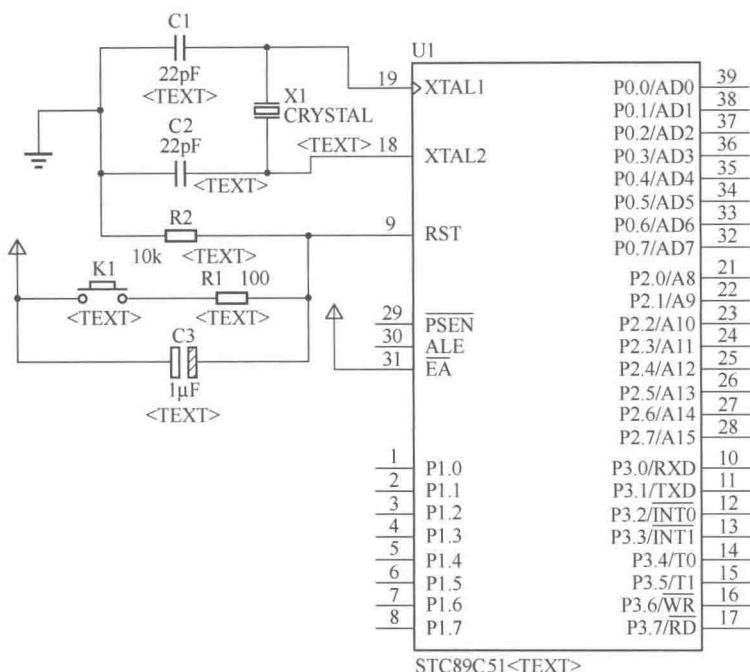 C1
22pF
<TEXT>
X1
CRYSTAL
C2
22pF
<TEXT>
<TEXT>
R2
10k
<TEXT>
K1
<TEXT>
R1 100
<TEXT>
C3
1μF
<TEXT>
U1
19 XTAL1
18 XTAL2
9 RST
29 PSEN
30 ALE
31 EA
1 P1.0
2 P1.1
3 P1.2
4 P1.3
5 P1.4
6 P1.5
7 P1.6
8 P1.7
P0.0/AD0 39
P0.1/AD1 38
P0.2/AD2 37
P0.3/AD3 36
P0.4/AD4 35
P0.5/AD5 34
P0.6/AD6 33
P0.7/AD7 32
P2.0/A8 21
P2.1/A9 22
P2.2/A10 23
P2.3/A11 24
P2.4/A12 25
P2.5/A13 26
P2.6/A14 27
P2.7/A15 28
P3.0/RXD 10
P3.1/TXD 11
P3.2/INT0 12
P3.3/INT1 13
P3.4/T0 14
P3.5/T1 15
P3.6/WR 16
P3.7/RD 17
STC89C51<TEXT>